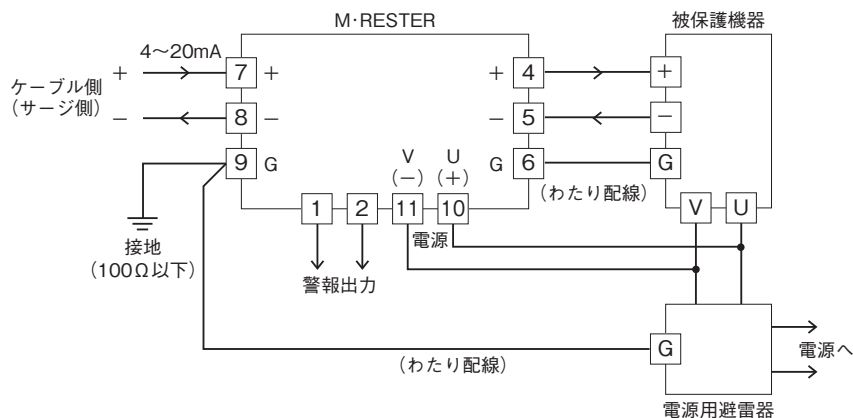 M・RESTER
被保護機器
4～20mA
ケーブル側
（サージ側）
＋
－
7
＋
8
－
9
G
＋
4
－
5
G
6
＋
－
G
（わたり配線）
V
（－）
U
（＋）
1
2
11
10
電源
V
U
接地
（100Ω以下）
警報出力
G
（わたり配線）
電源へ
電源用避雷器